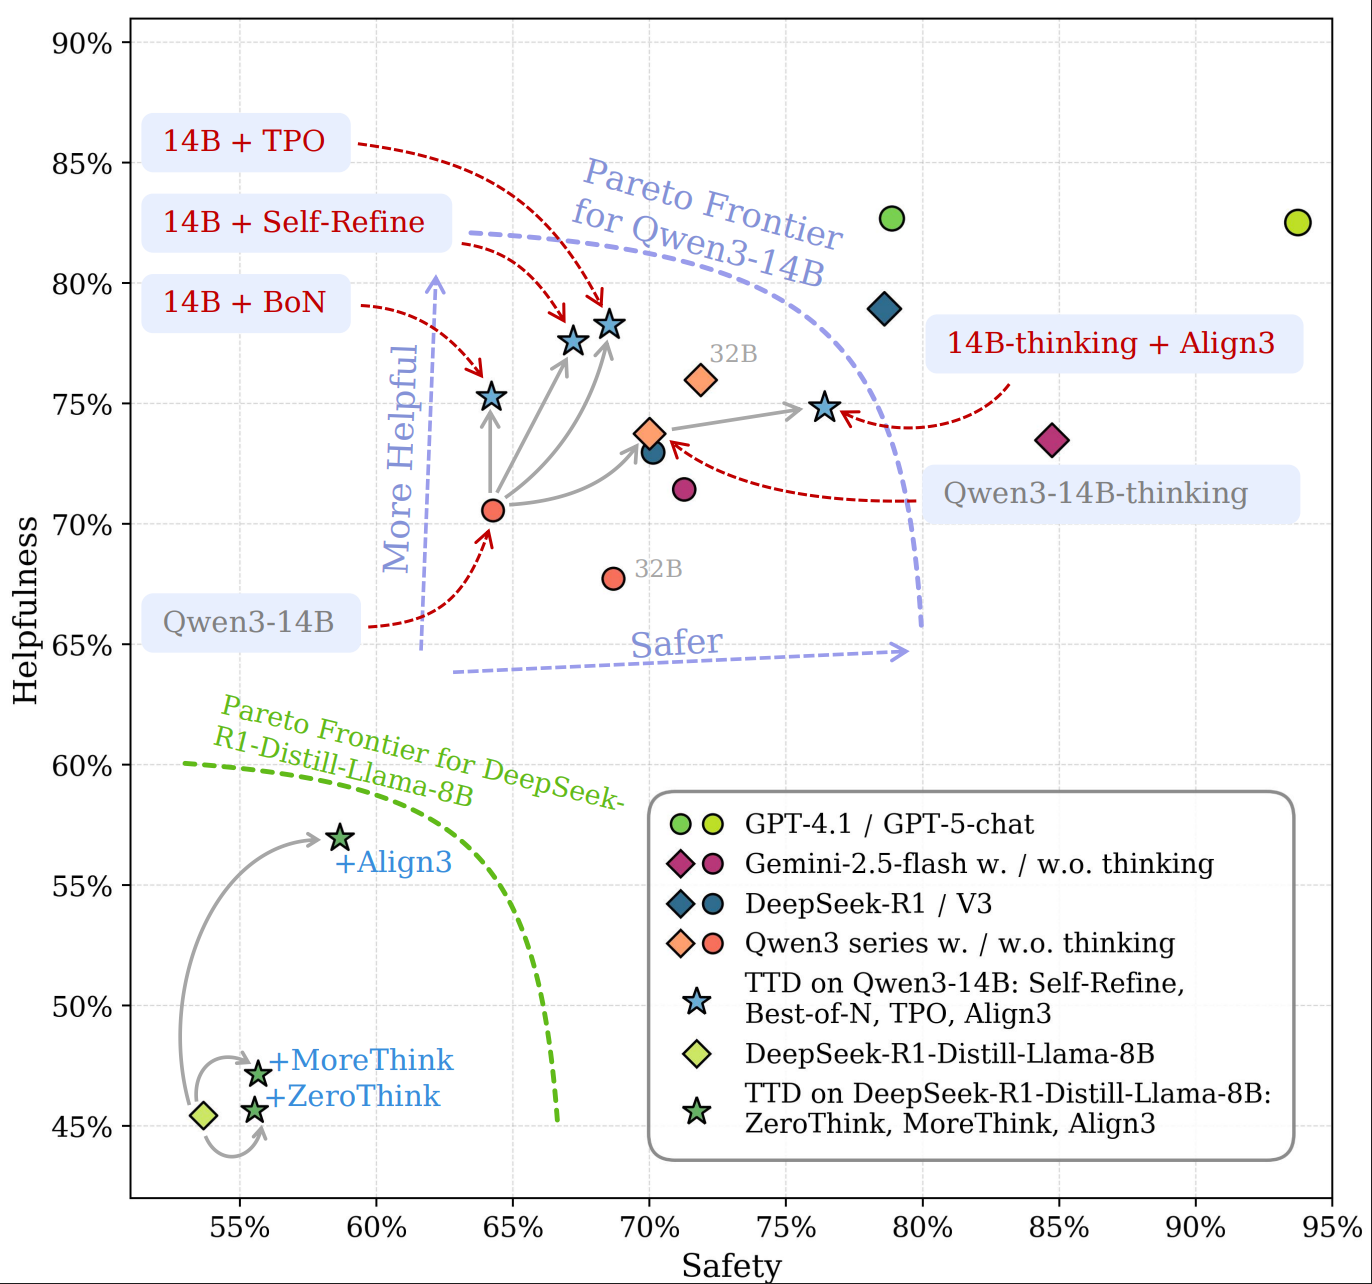 90%
85%
80%
75%
70%
65%
60%
55%
50%
45%
Helpfulness
14B + TPO
14B + Self-Refine
14B + BoN
Pareto Frontier
for Qwen3-14B
32B
14B-thinking + Align3
More Helpful
Qwen3-14B-thinking
32B
Qwen3-14B
Safer
Pareto Frontier for DeepSeek-
R1-Distill-Llama-8B
+Align3
+MoreThink
+ZeroThink
GPT-4.1 / GPT-5-chat
Gemini-2.5-flash w. / w.o. thinking
DeepSeek-R1 / V3
Qwen3 series w. / w.o. thinking
TTD on Qwen3-14B: Self-Refine,
Best-of-N, TPO, Align3
DeepSeek-R1-Distill-Llama-8B
TTD on DeepSeek-R1-Distill-Llama-8B:
ZeroThink, MoreThink, Align3
55%
60%
65%
70%
75%
80%
85%
90%
95%
Safety